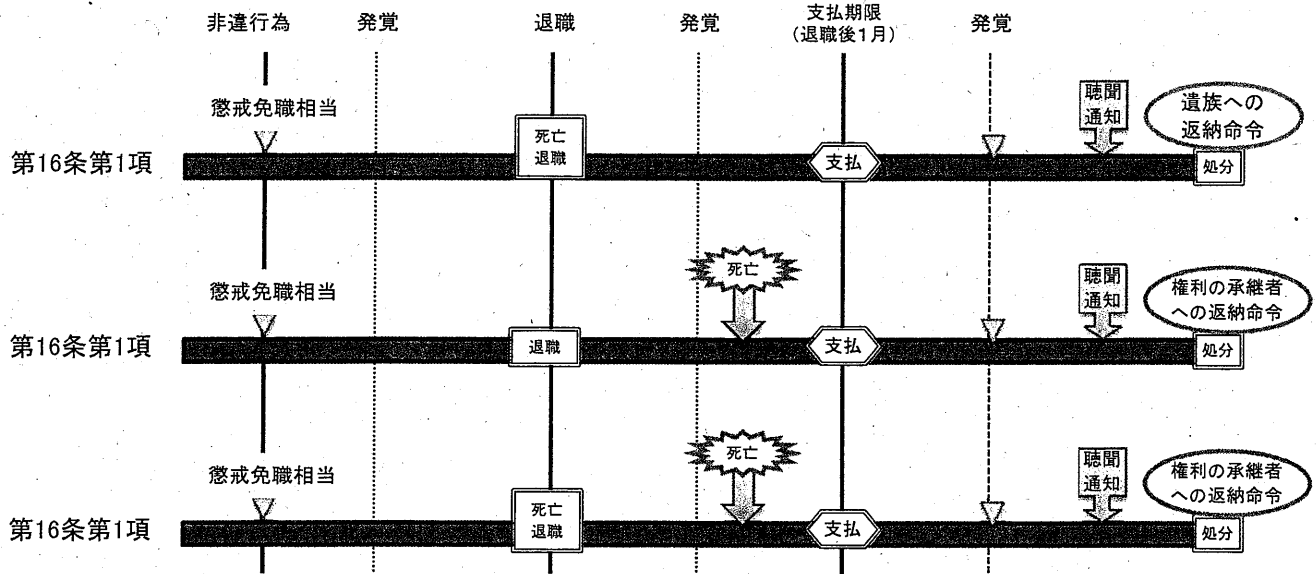 非違行為
発覚
退職
発覚
支払期限
(退職後1月)
発覚
第16条第1項
懲戒免職相当
死亡
退職
支払
聴聞
通知
遺族への
返納命令
処分
第16条第1項
懲戒免職相当
退職
死亡
支払
聴聞
通知
権利の承継者
への返納命令
処分
第16条第1項
懲戒免職相当
死亡
退職
死亡
支払
聴聞
通知
権利の承継者
への返納命令
処分